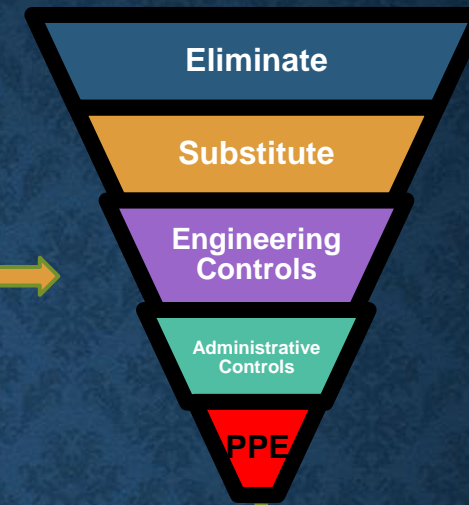 Eliminate
Substitute
Engineering
Controls
Administrative
Controls
PPE